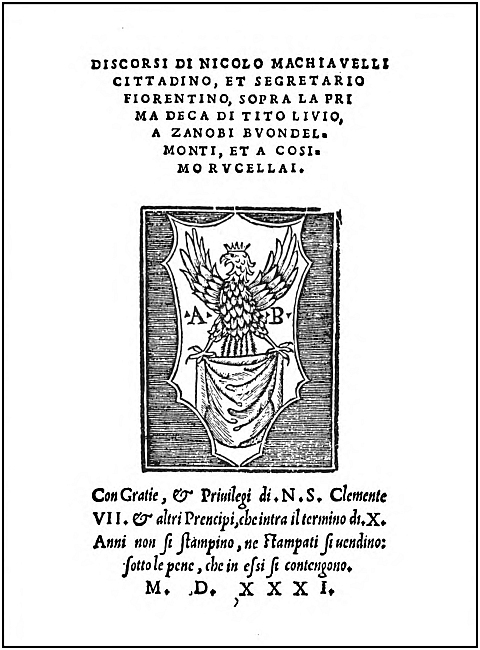 DISCORSI DI NICOLO MACHIAVELLI
CITTADINO, ET SEGRETARIO
FIORENTINO, SOPRA LA PRI
MA DECA DI TITO LIVIO,
A ZANOBI BVONDEL.
MONTI, ET A COSI.
MO RVCELLAI.
A B
Con Gratie, & Priuilegi di .N.S. Clemente
VII. & altri Prencipi, che intra il termino di .X.
Anni non ſi ſtampino, ne ſtampati ſi uendino:
ſotto le pene, che in eſsi ſi contengono.
M. D. X X X I.